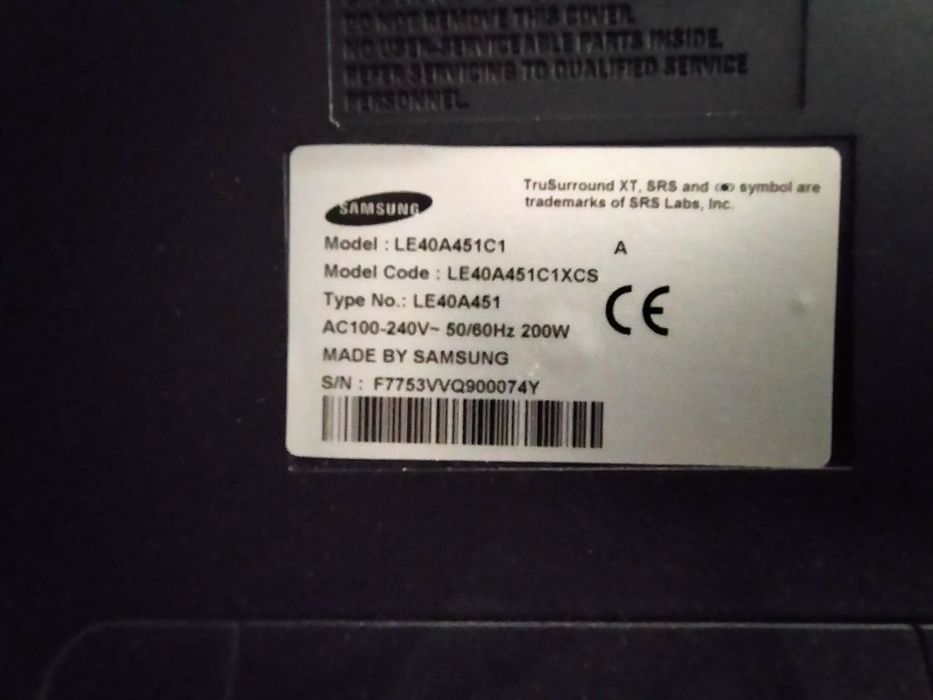 DO NOT REMOVE THIS COVER.
NO USER-SERVICEABLE PARTS INSIDE.
REFER SERVICING TO QUALIFIED SERVICE
PERSONNEL.
TruSurround XT, SRS and symbol are
trademarks of SRS Labs, Inc.
SAMSUNG
Model : LE40A451C1 A
Model Code : LE40A451C1XCS
Type No.: LE40A451
AC100-240V~ 50/60Hz 200W
MADE BY SAMSUNG
S/N : F7753VVQ900074Y
CE